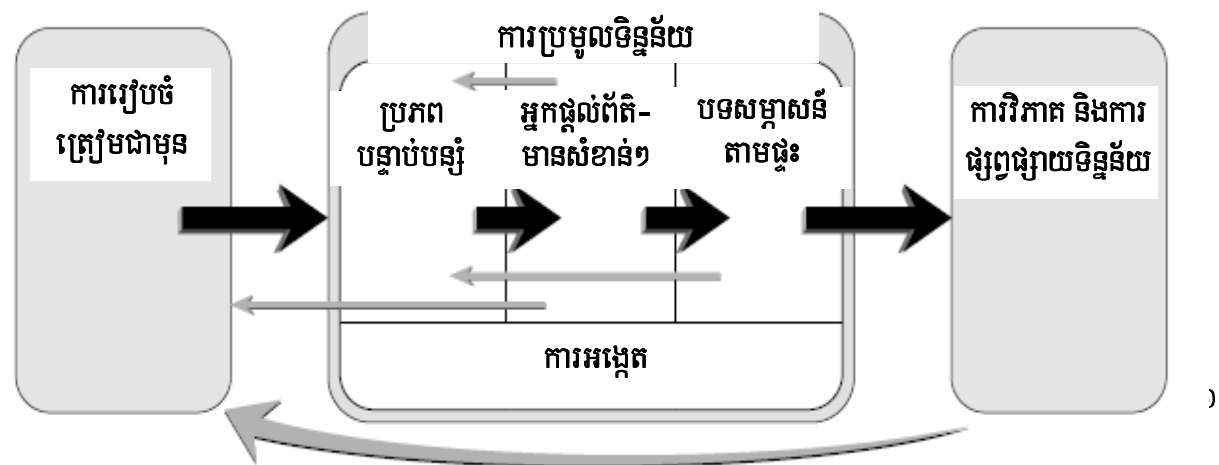 ការប្រមូលទិន្នន័យ
ការរៀបចំ
ត្រៀមជាមុន
ប្រភព
បន្ទាប់បន្សំ
អ្នកផ្តល់ព័ត៌-
មានសំខាន់ៗ
បទសម្ភាសន៍
តាមផ្ទះ
ការវិភាគ និងការ
ផ្សព្វផ្សាយទិន្នន័យ
ការអង្កេត